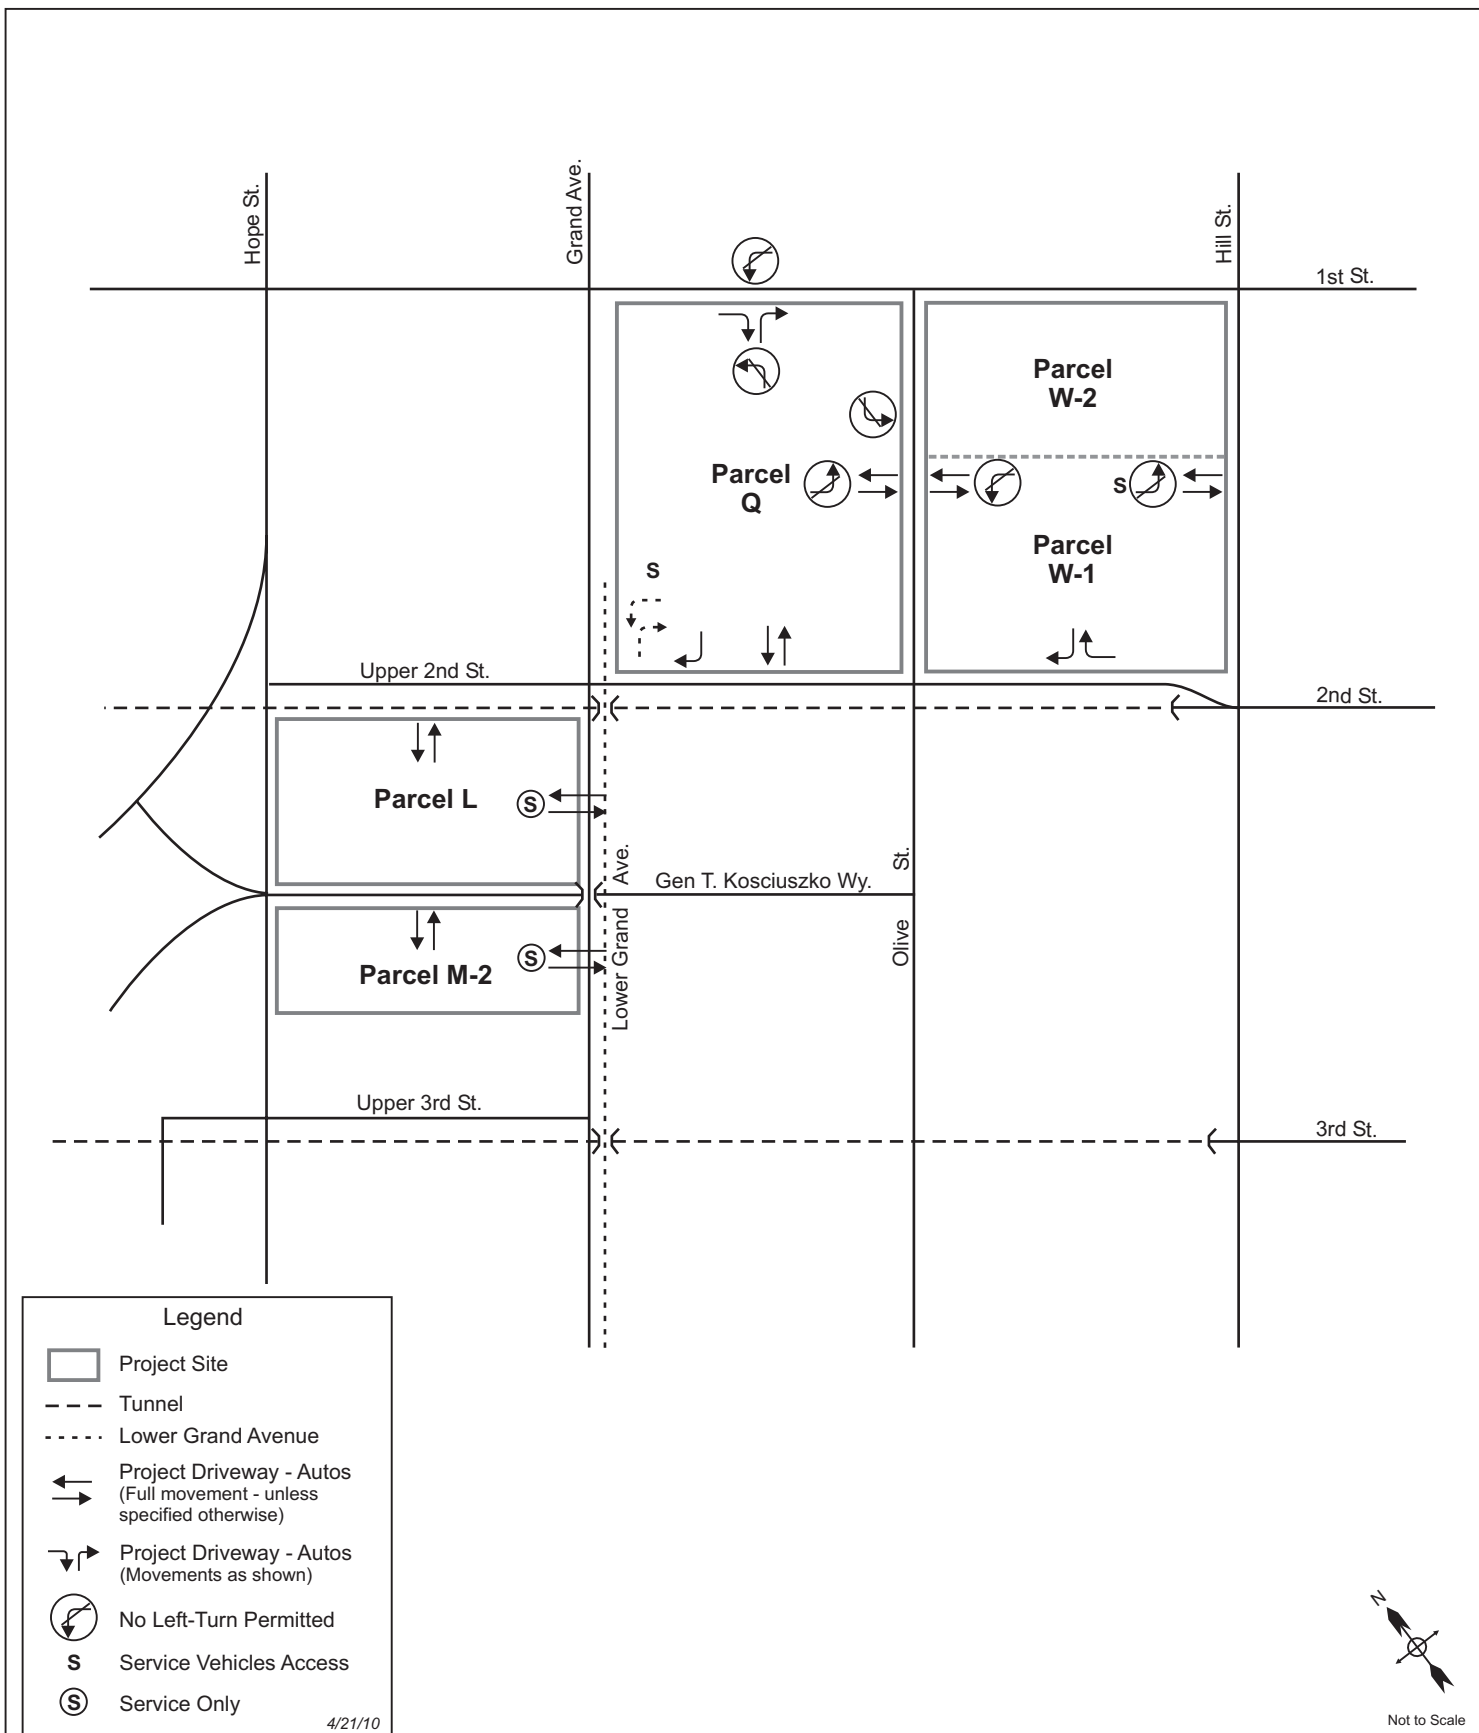 Hope St.
Grand Ave.
Hill St.
1st St.
Parcel
W-2
Parcel
Q
S
Parcel
W-1
S
Upper 2nd St.
2nd St.
Parcel L
S
Lower Grand Ave.
Gen T. Kosciuszko Wy.
Olive St.
Parcel M-2
S
Upper 3rd St.
3rd St.
Legend
Project Site
Tunnel
Lower Grand Avenue
Project Driveway - Autos
(Full movement - unless
specified otherwise)
Project Driveway - Autos
(Movements as shown)
No Left-Turn Permitted
S Service Vehicles Access
S Service Only
4/21/10
N
Not to Scale